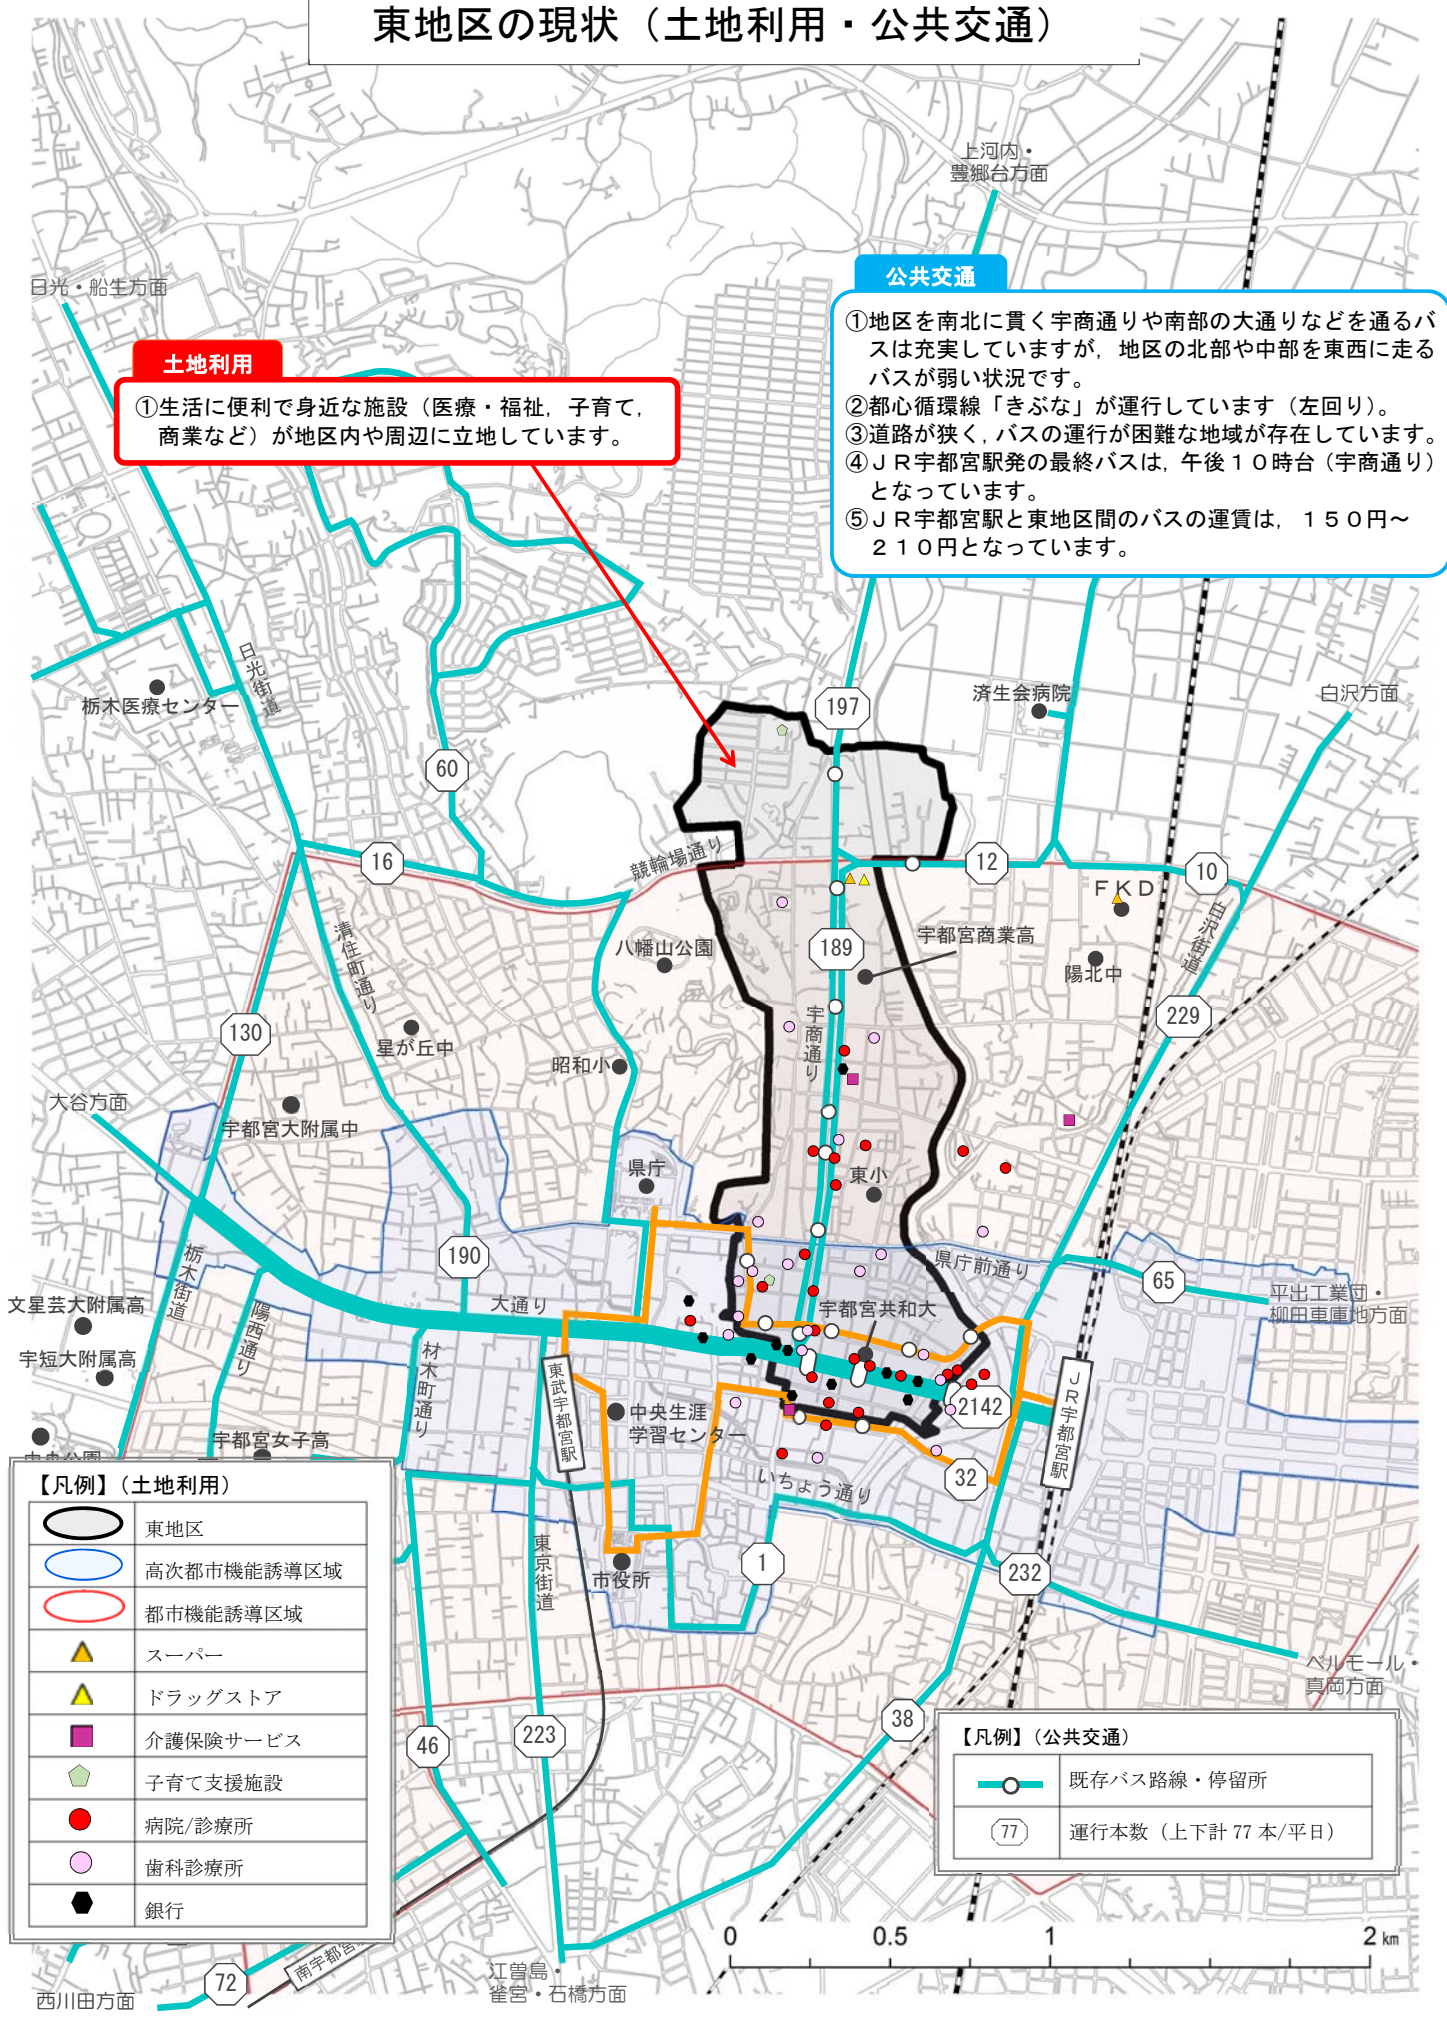 東地区の現状（土地利用・公共交通）
上河内・
豊郷台方面
日光・船生方面
公共交通
①地区を南北に貫く宇商通りや南部の大通りなどを通るバ
スは充実していますが，地区の北部や中部を東西に走る
バスが弱い状況です。
②都心循環線「きぶな」が運行しています（左回り）。
③道路が狭く，バスの運行が困難な地域が存在しています。
④ＪＲ宇都宮駅発の最終バスは，午後１０時台（宇商通り）
となっています。
⑤ＪＲ宇都宮駅と東地区間のバスの運賃は，１５０円～
２１０円となっています。
土地利用
①生活に便利で身近な施設（医療・福祉，子育て，
商業など）が地区内や周辺に立地しています。
日光街道
栃木医療センター
済生会病院
白沢方面
197
60
16
競輪場通り
12
10
ＦＫＤ
白沢街道
清住町通り
八幡山公園
189
宇都宮商業高
陽北中
130
星が丘中
昭和小
宇商通り
229
大谷方面
宇都宮大附属中
県庁
東小
栃木街道
190
県庁前通り
65
平出工業団・
柳田車庫地方面
文星芸大附属高
陽西通り
大通り
宇都宮共和大
宇短大附属高
材木町通り
東武宇都宮駅
ＪＲ宇都宮駅
2142
中央生涯
学習センター
宇都宮女子高
中央公園
32
いちょう通り
東京街道
市役所
1
232
ベルモール・
真岡方面
46
223
38
72
西川田方面
江曽島・
雀宮・石橋方面
【凡例】（土地利用）
東地区
高次都市機能誘導区域
都市機能誘導区域
スーパー
ドラッグストア
介護保険サービス
子育て支援施設
病院/診療所
歯科診療所
銀行
【凡例】（公共交通）
既存バス路線・停留所
77
運行本数（上下計 77 本/平日）
0
0.5
1
2 km
南宇都宮